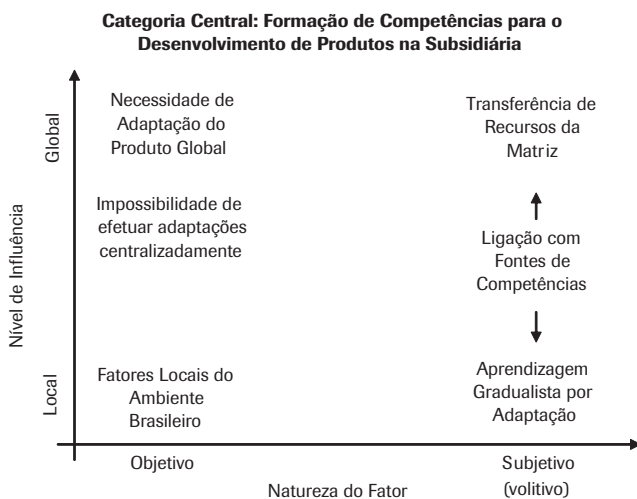 Categoria Central: Formação de Competências para o
Desenvolvimento de Produtos na Subsidiária
Nível de Influência
Global
Local
Necessidade de
Adaptação do
Produto Global
Transferência de
Recursos da
Matriz
Impossibilidade de
efetuar adaptações
centralizadamente
Ligação com
Fontes de
Competências
Fatores Locais do
Ambiente
Brasileiro
Aprendizagem
Gradualista por
Adaptação
Objetivo
Subjetivo
(volitivo)
Natureza do Fator